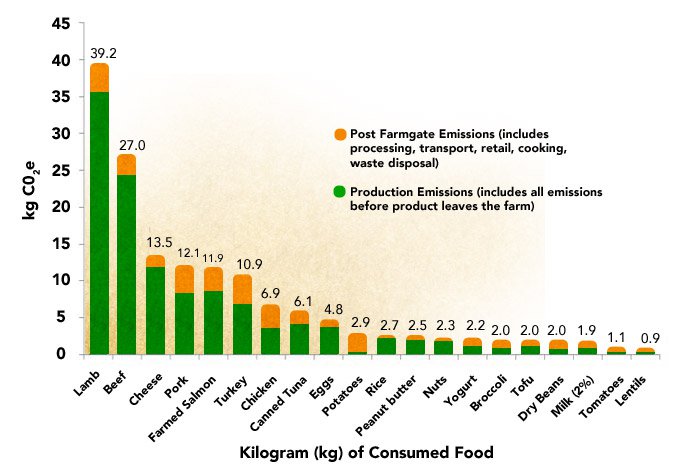 45
40
35
30
25
20
15
10
5
0
kg C0₂e
39.2
27.0
13.5
12.1
11.9
10.9
6.9
6.1
4.8
2.9
2.7
2.5
2.3
2.2
2.0
2.0
2.0
1.9
1.1
0.9
Post Farmgate Emissions (includes
processing, transport, retail, cooking,
waste disposal)
Production Emissions (includes all emissions
before product leaves the farm)
Lamb
Beef
Cheese
Pork
Farmed Salmon
Turkey
Chicken
Canned Tuna
Eggs
Potatoes
Rice
Peanut butter
Nuts
Yogurt
Broccoli
Tofu
Dry Beans
Milk (2%)
Tomatoes
Lentils
Kilogram (kg) of Consumed Food